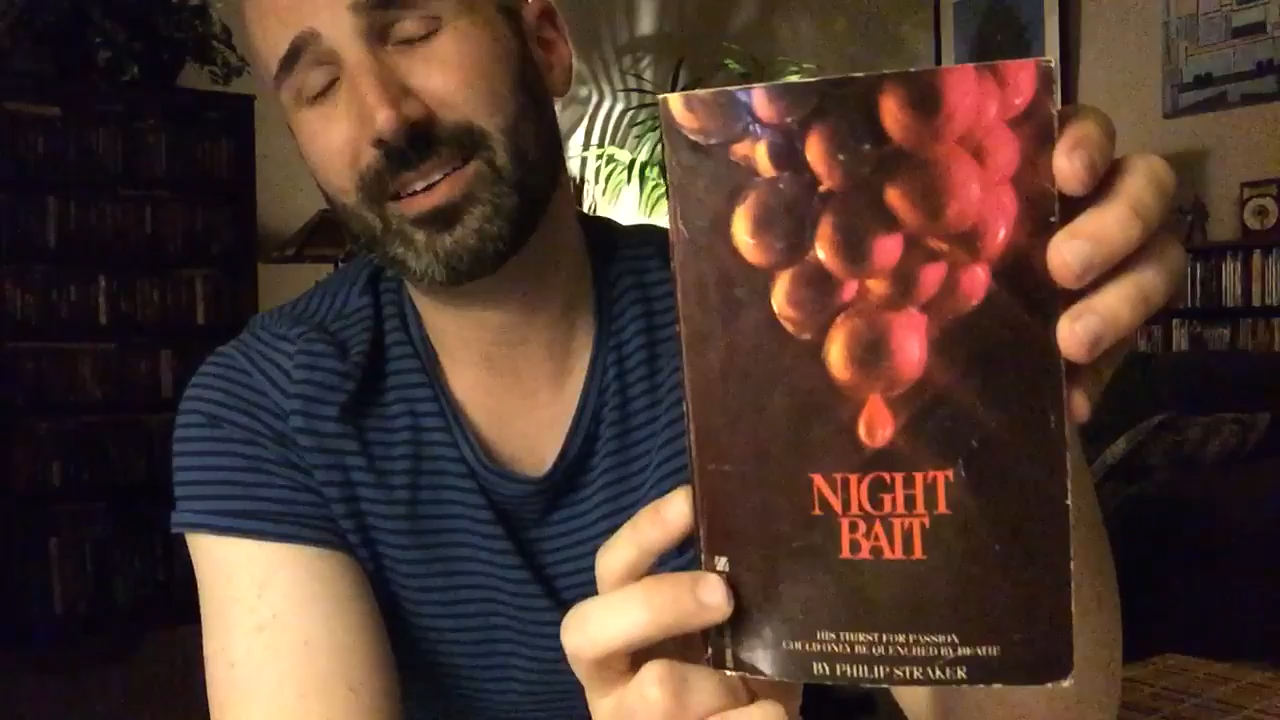 NIGHT
BAIT
HIS THIRST FOR PASSION
COULD ONLY BE QUENCHED BY DEATH!
BY PHILIP STRAKER